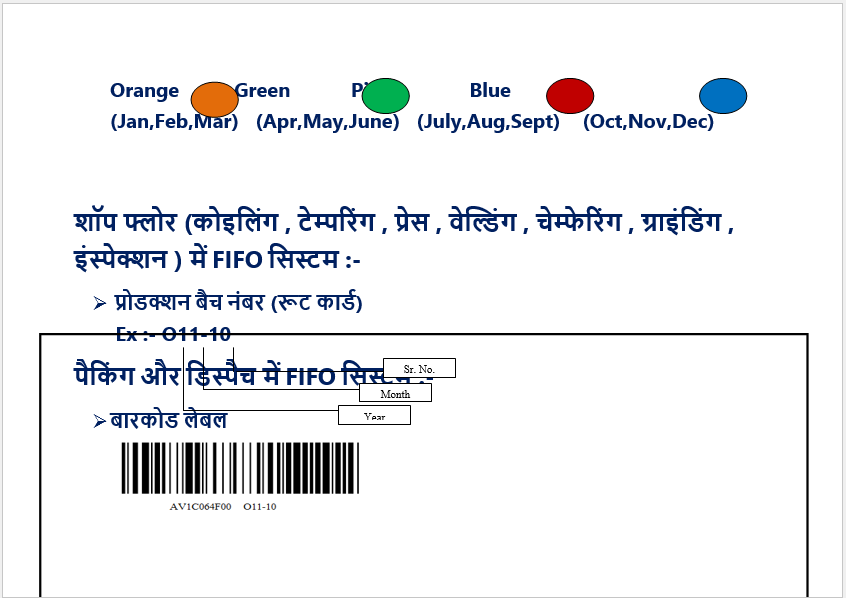 Orange Green Pi Blue
(Jan,Feb,Mar) (Apr,May,June) (July,Aug,Sept) (Oct,Nov,Dec)
शॉप फ्लोर (कोइलिंग , टेम्परिंग , प्रेस , वेल्डिंग , चेम्फेरिंग , ग्राइंडिंग ,
इंस्पेक्शन ) में FIFO सिस्टम :-
➢ प्रोडक्शन बैच नंबर (रूट कार्ड)
Ex :- O11-10
Sr. No.
पैकिंग और डिस्पैच में FIFO सिस्टम :-
Month
Year
➢ बारकोड लेबल
AV1C064F00 O11-10